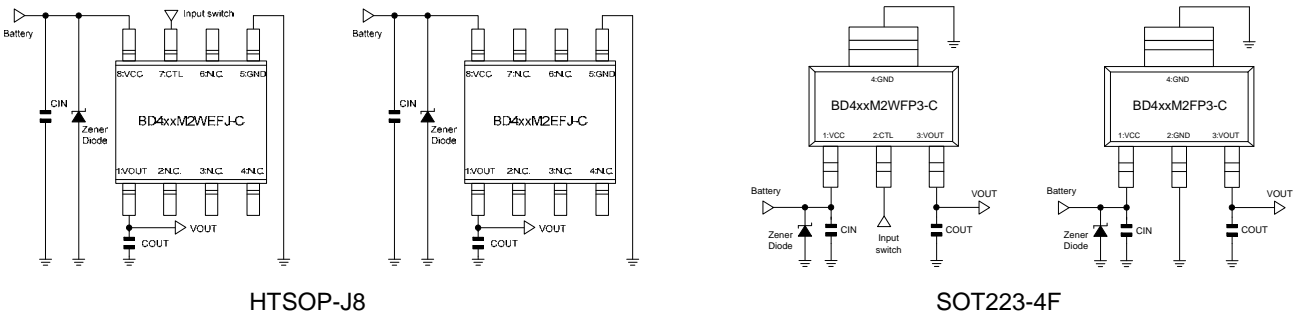 Battery
Input switch
8:VCC 7:CTL 6:N.C. 5:GND
CIN
Zener
Diode
BD4xxM2WEFJ-C
1:VOUT 2:N.C. 3:N.C. 4:N.C.
VOUT
COUT
Battery
8:VCC 7:N.C. 6:N.C. 5:GND
CIN
Zener
Diode
BD4xxM2EFJ-C
1:VOUT 2:N.C. 3:N.C. 4:N.C.
VOUT
COUT
HTSOP-J8
4:GND
BD4xxM2WFP3-C
1:VCC 2:CTL 3:VOUT
Battery
VOUT
Zener
Diode
CIN
Input
switch
COUT
4:GND
BD4xxM2FP3-C
1:VCC 2:GND 3:VOUT
Battery
VOUT
Zener
Diode
CIN
COUT
SOT223-4F